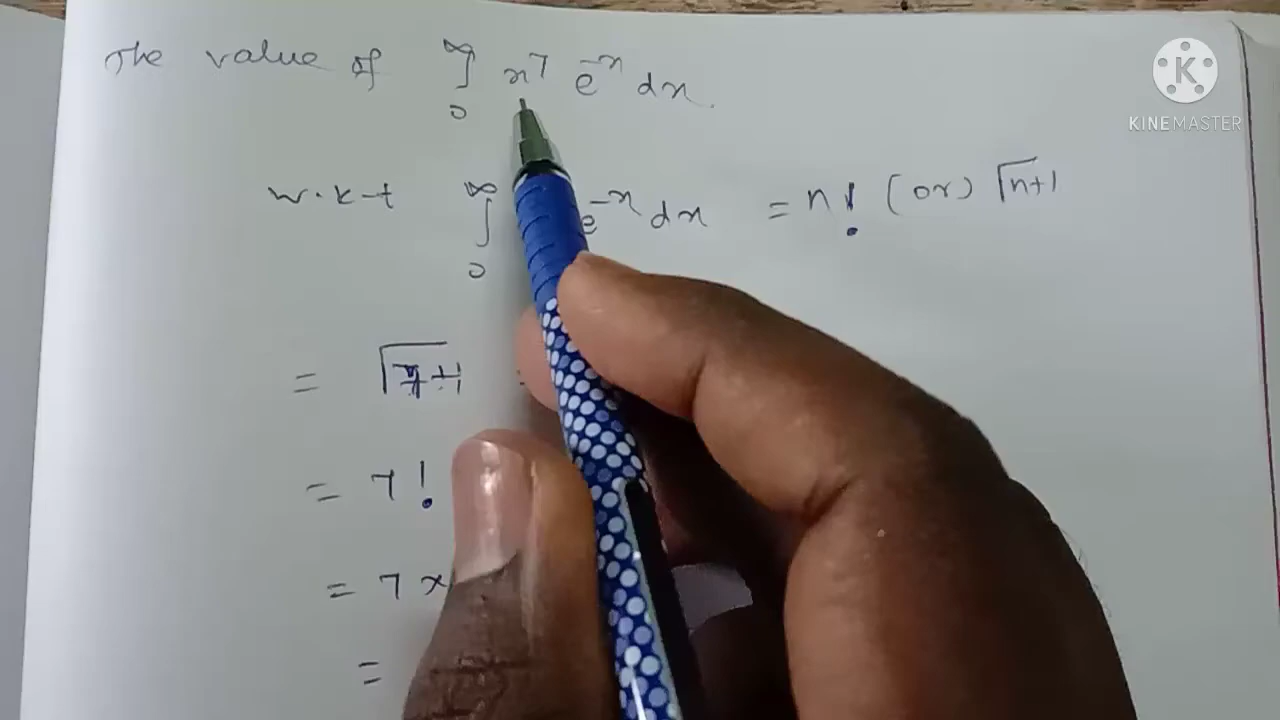 The value of ∫₀^∞ x⁷ e⁻ˣ dx.
K
KINEMASTER
w.k.t ∫₀^∞ e⁻ˣ dx = n! (or) Γn+1
= Γ7+1
= 7!
= 7 ×
=